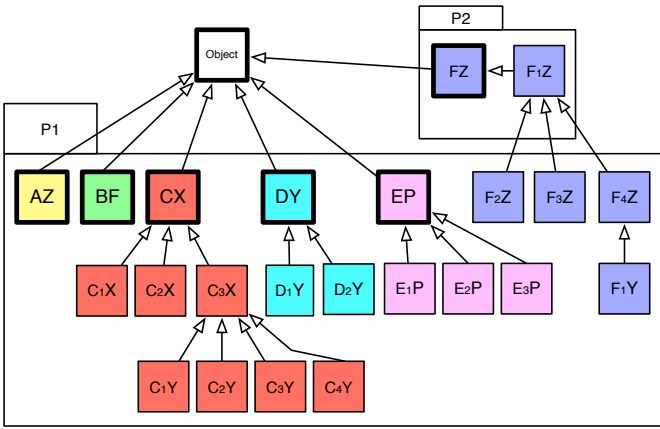 P2
Object
FZ
F₁Z
P1
AZ
BF
CX
DY
EP
F₂Z
F₃Z
F₄Z
C₁X
C₂X
C₃X
D₁Y
D₂Y
E₁P
E₂P
E₃P
F₁Y
C₁Y
C₂Y
C₃Y
C₄Y